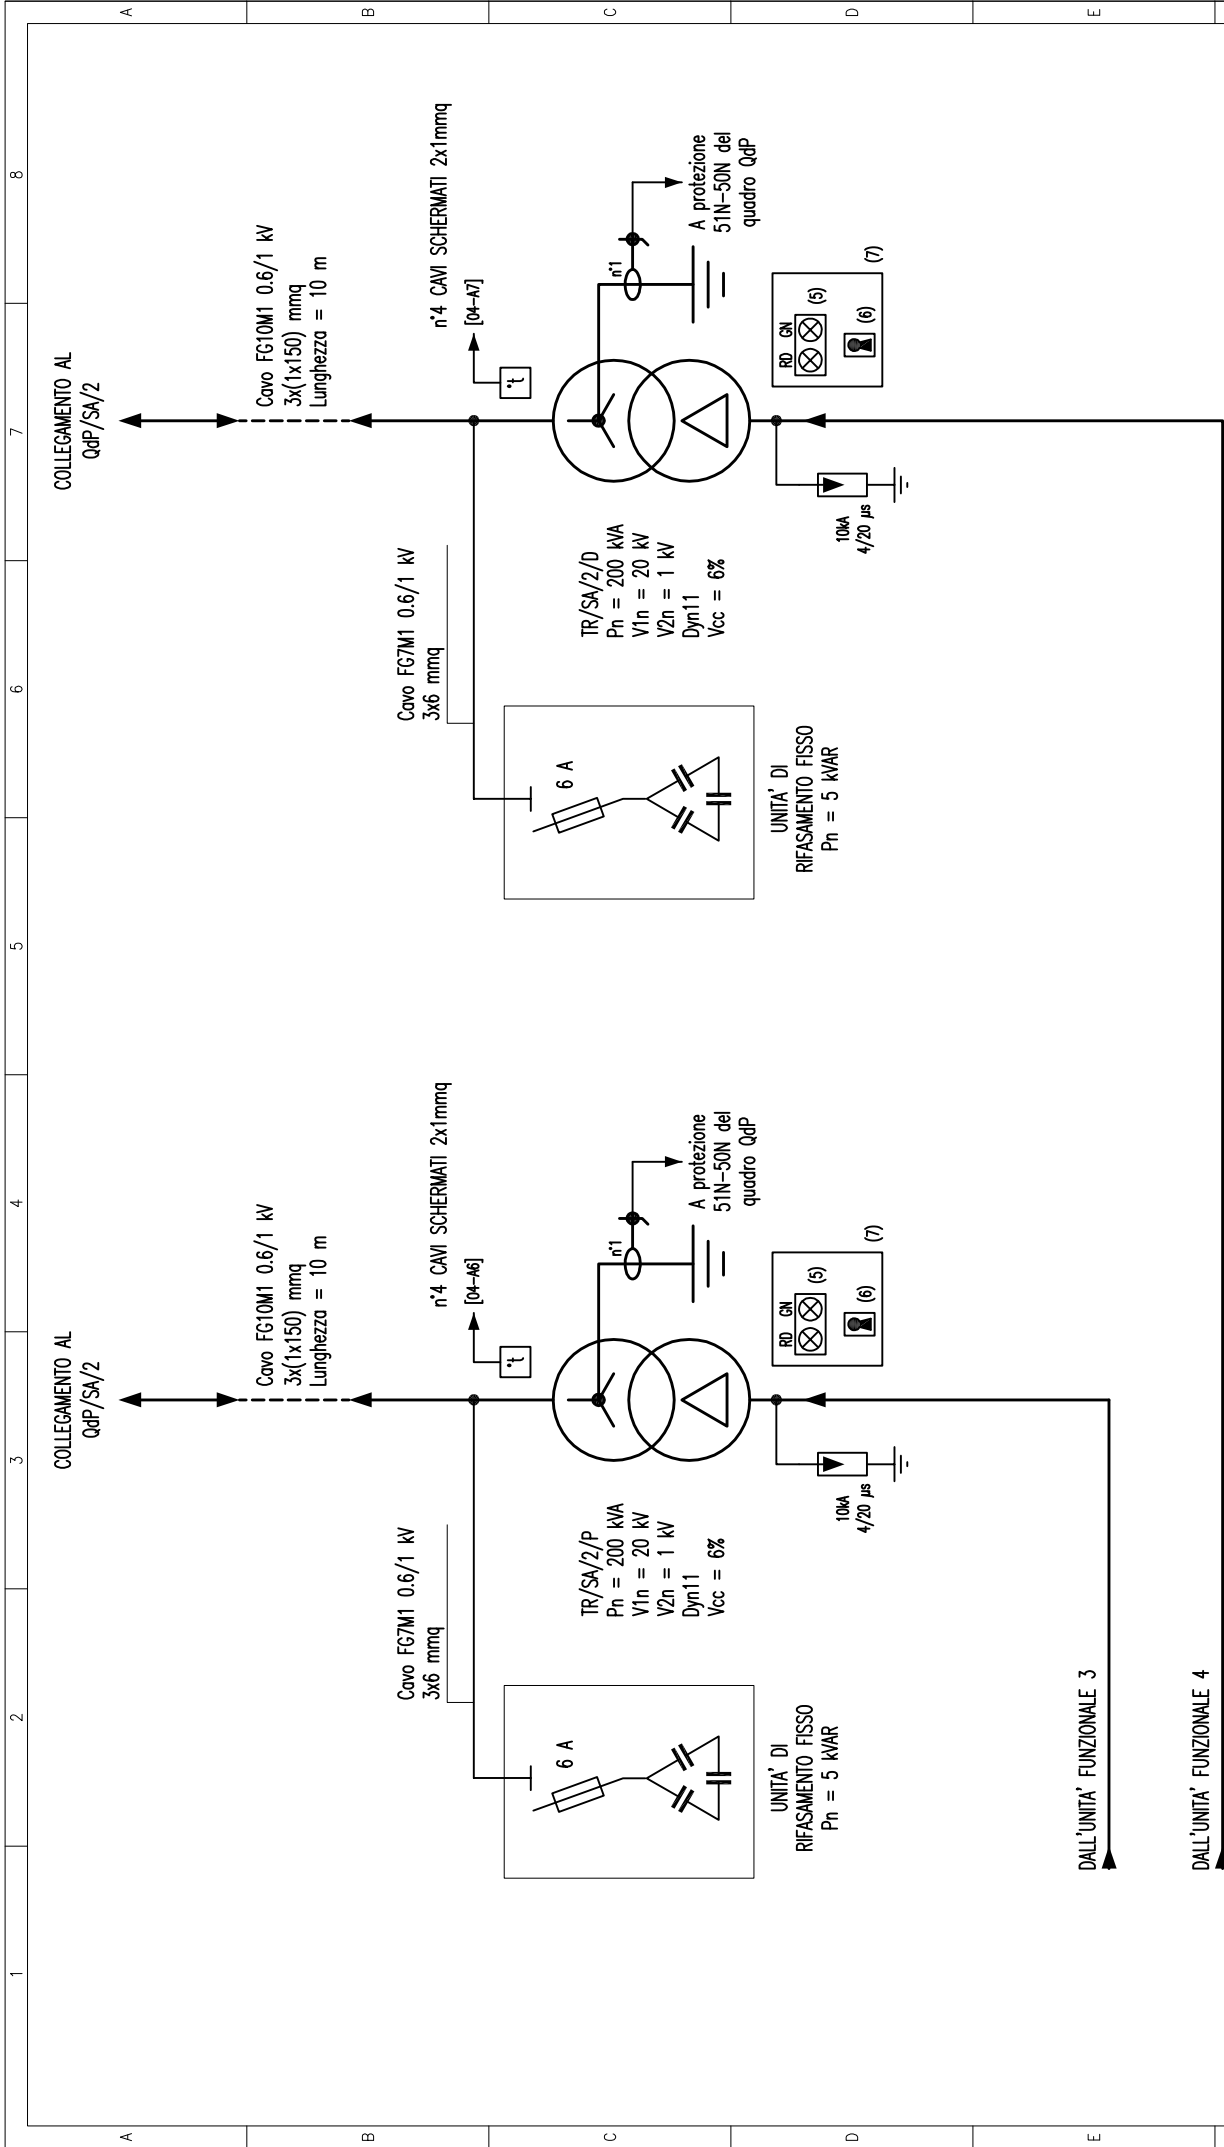 1
2
3
4
5
6
7
8
A
B
C
D
E
A
B
C
D
E
COLLEGAMENTO AL
QdP/SA/2
Cavo FG10M1 0.6/1 kV
3x(1x150) mmq
Lunghezza = 10 m
Cavo FG7M1 0.6/1 kV
3x6 mmq
n°4 CAVI SCHERMATI 2x1mmq
[04-A6]
°t
6 A
UNITA' DI
RIFASAMENTO FISSO
Pn = 5 kVAR
TR/SA/2/P
Pn = 200 kVA
V1n = 20 kV
V2n = 1 kV
Dyn11
Vcc = 6%
n°1
A protezione
51N-50N del
quadro QdP
10kA
4/20 µs
RD GN
(5)
(6)
(7)
DALL'UNITA' FUNZIONALE 3
DALL'UNITA' FUNZIONALE 4
COLLEGAMENTO AL
QdP/SA/2
Cavo FG10M1 0.6/1 kV
3x(1x150) mmq
Lunghezza = 10 m
Cavo FG7M1 0.6/1 kV
3x6 mmq
n°4 CAVI SCHERMATI 2x1mmq
[04-A7]
°t
6 A
UNITA' DI
RIFASAMENTO FISSO
Pn = 5 kVAR
TR/SA/2/D
Pn = 200 kVA
V1n = 20 kV
V2n = 1 kV
Dyn11
Vcc = 6%
n°1
A protezione
51N-50N del
quadro QdP
10kA
4/20 µs
RD GN
(5)
(6)
(7)